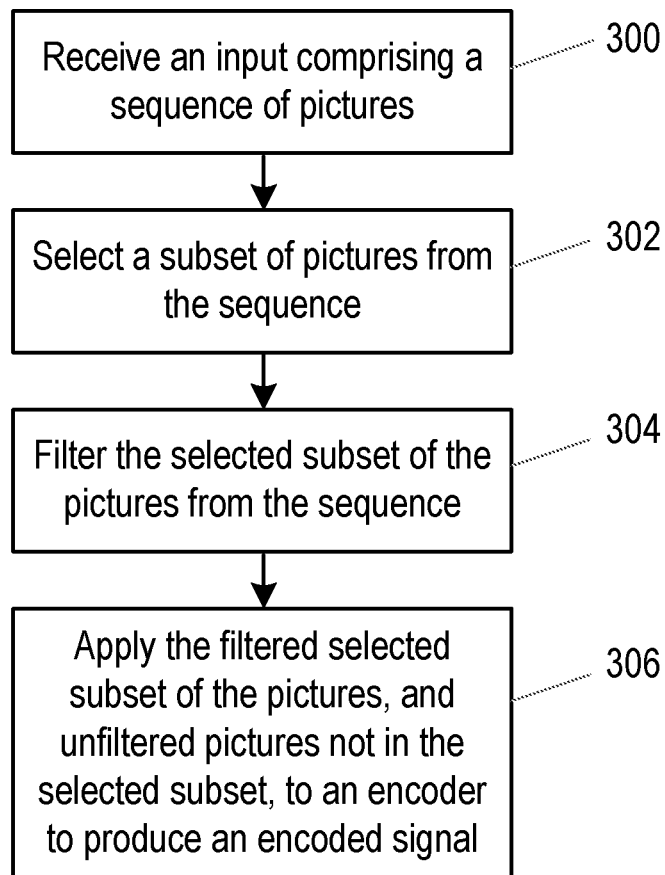 Receive an input comprising a
sequence of pictures
300
Select a subset of pictures from
the sequence
302
Filter the selected subset of the
pictures from the sequence
304
Apply the filtered selected
subset of the pictures, and
unfiltered pictures not in the
selected subset, to an encoder
to produce an encoded signal
306